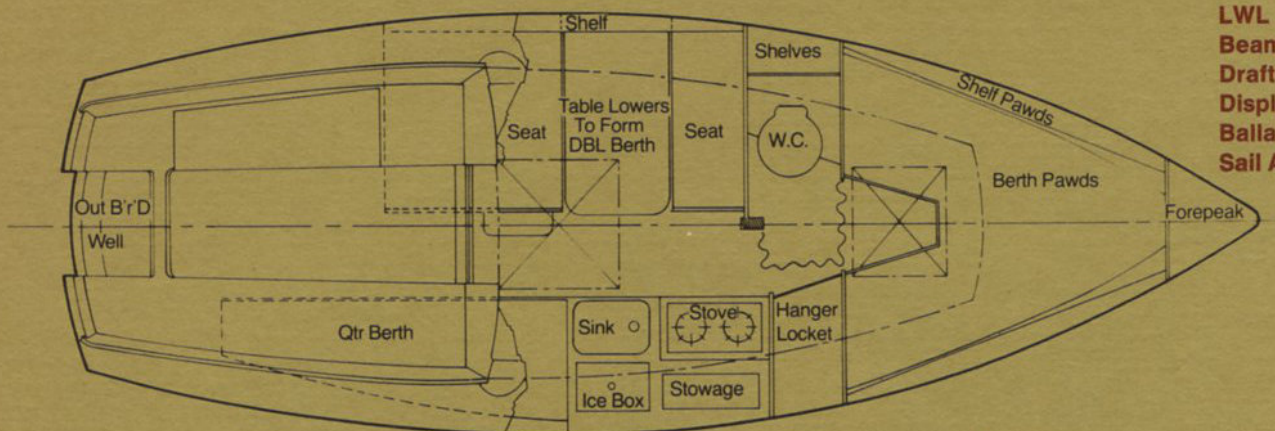 LWL
Beam
Draft
Displ
Balla
Sail A
Shelf
Shelves
Shelf Pawds
Table Lowers
To Form
DBL Berth
Seat
Seat
W.C.
Berth Pawds
Forepeak
Out B'r'D
Well
Qtr Berth
Sink
Stove
Hanger
Locket
Ice Box
Stowage